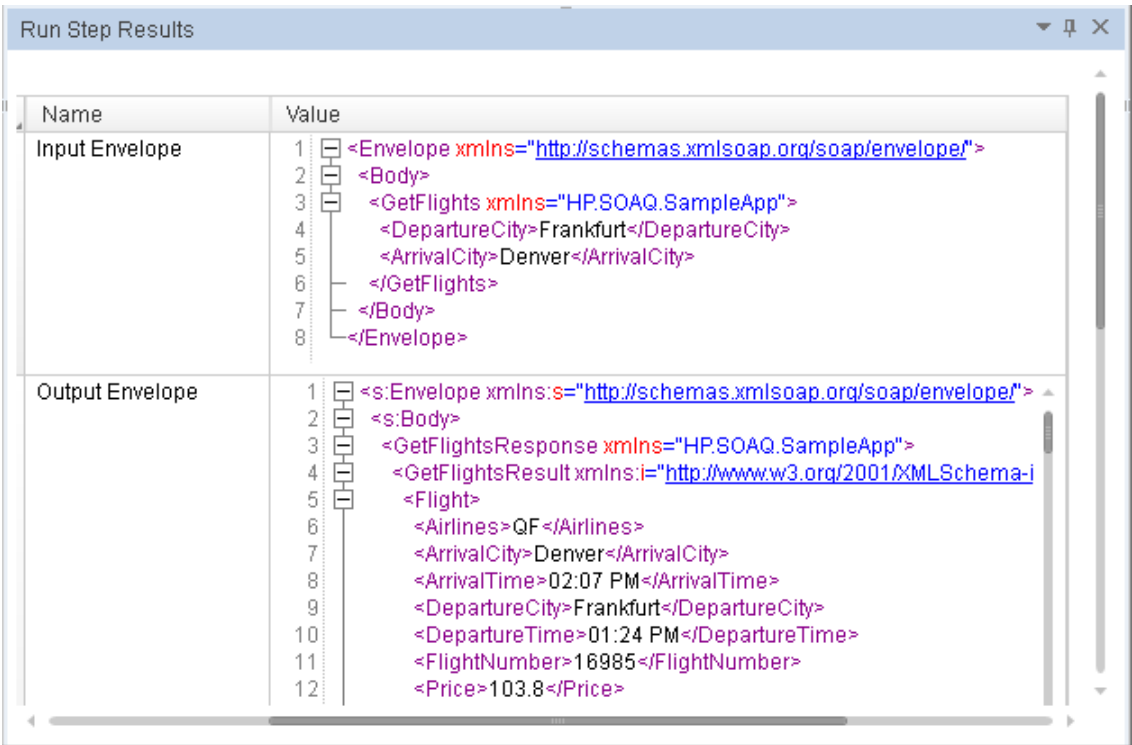 Run Step Results
Name Value
Input Envelope
1 <Envelope xmlns="http://schemas.xmlsoap.org/soap/envelope/">
2 <Body>
3 <GetFlights xmlns="HP.SOAQ.SampleApp">
4 <DepartureCity>Frankfurt</DepartureCity>
5 <ArrivalCity>Denver</ArrivalCity>
6 </GetFlights>
7 </Body>
8 </Envelope>
Output Envelope
1 <s:Envelope xmlns:s="http://schemas.xmlsoap.org/soap/envelope/">
2 <s:Body>
3 <GetFlightsResponse xmlns="HP.SOAQ.SampleApp">
4 <GetFlightsResult xmlns:i="http://www.w3.org/2001/XMLSchema-i
5 <Flight>
6 <Airlines>QF</Airlines>
7 <ArrivalCity>Denver</ArrivalCity>
8 <ArrivalTime>02:07 PM</ArrivalTime>
9 <DepartureCity>Frankfurt</DepartureCity>
10 <DepartureTime>01:24 PM</DepartureTime>
11 <FlightNumber>16985</FlightNumber>
12 <Price>103.8</Price>